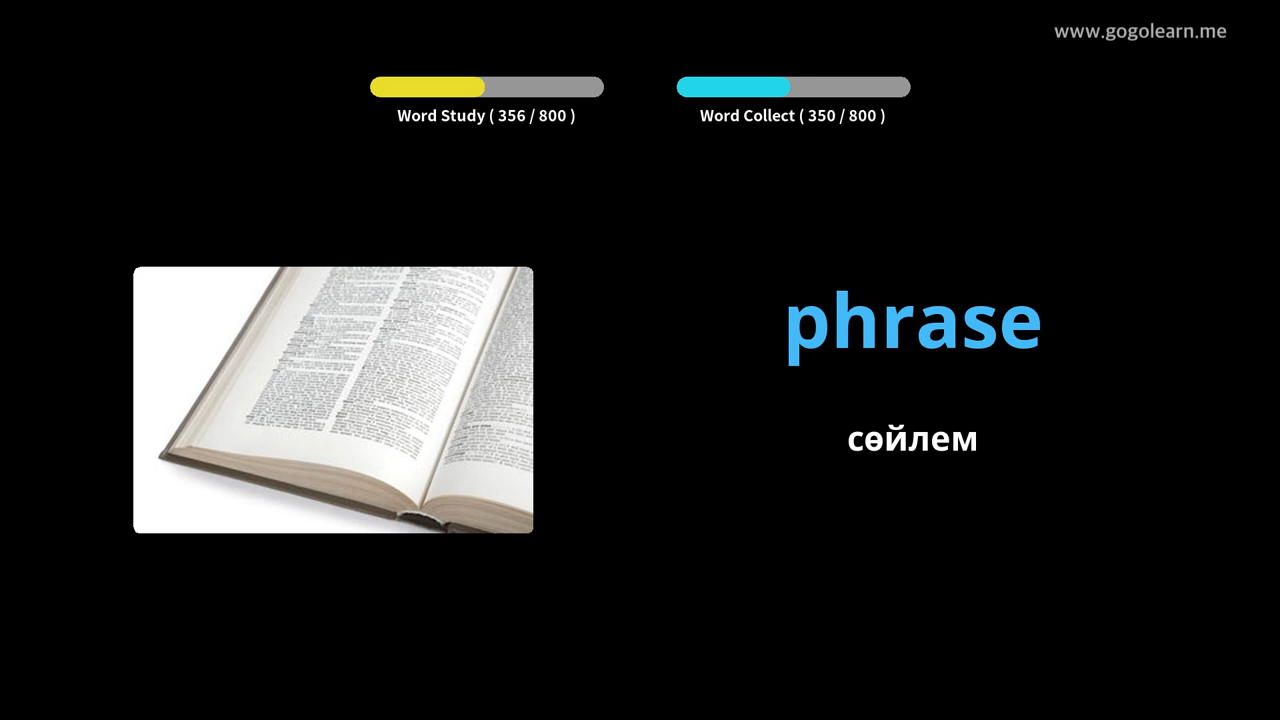 www.gogolearn.me
Word Study ( 356 / 800 )
Word Collect ( 350 / 800 )
phrase
сөйлем